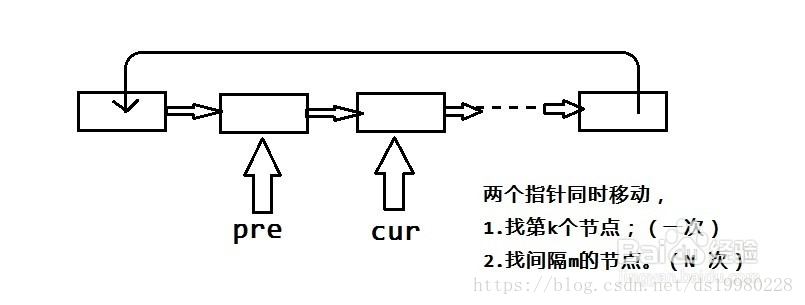 pre
cur
两个指针同时移动，
1.找第k个节点；（一次）
2.找间隔m的节点。（N 次）
Bai 经验
https://blog.csdn.net/ds19980228